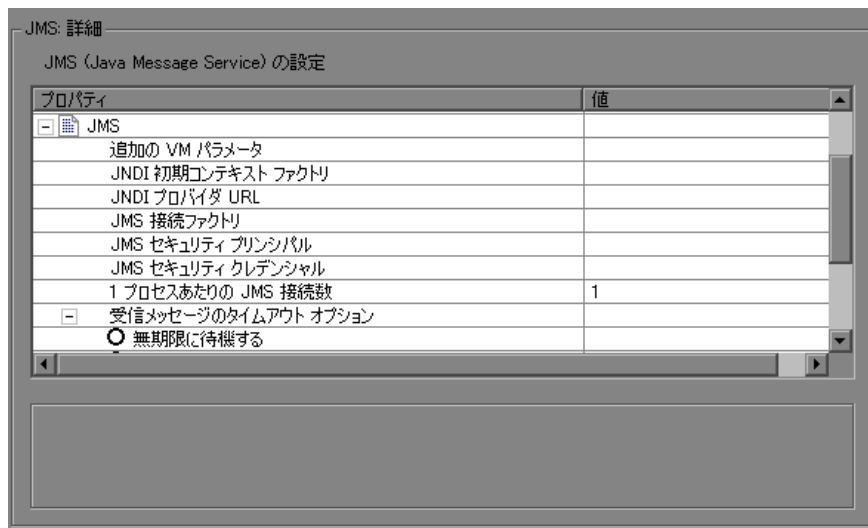 JMS: 詳細
JMS (Java Message Service) の設定
プロパティ 値
JMS
追加の VM パラメータ
JNDI 初期コンテキスト ファクトリ
JNDI プロバイダ URL
JMS 接続ファクトリ
JMS セキュリティ プリンシパル
JMS セキュリティ クレデンシャル
1 プロセスあたりの JMS 接続数 1
受信メッセージのタイムアウト オプション
無期限に待機する